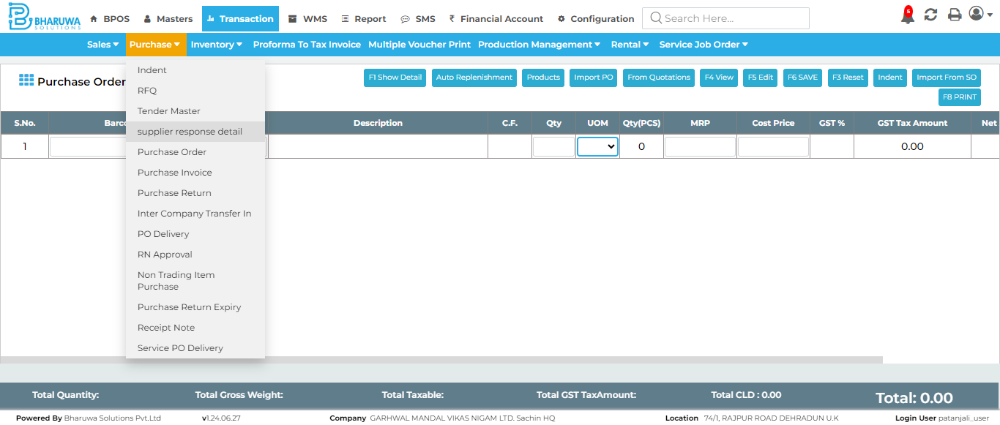 BHARUWA
SOLUTIONS
BPOS Masters Transaction WMS Report SMS ₹ Financial Account Configuration Search Here... 5
Sales Purchase Inventory Proforma To Tax Invoice Multiple Voucher Print Production Management Rental Service Job Order
Purchase Order
F1 Show Detail Auto Replenishment Products Import PO From Quotations F4 View F5 Edit F6 SAVE F3 Reset Indent Import From SO
F8 PRINT
Indent
RFQ
Tender Master
supplier response detail
Purchase Order
Purchase Invoice
Purchase Return
Inter Company Transfer In
PO Delivery
RN Approval
Non Trading Item
Purchase
Purchase Return Expiry
Receipt Note
Service PO Delivery
S.No. Barco Description C.F. Qty UOM Qty(PCS) MRP Cost Price GST % GST Tax Amount Net
1 0 0.00
Total Quantity: Total Gross Weight: Total Taxable: Total GST TaxAmount: Total CLD : 0.00 Total: 0.00
Powered By Bharuwa Solutions Pvt.Ltd v1.24.06.27 Company GARHWAL MANDAL VIKAS NIGAM LTD. Sachin HQ Location 74/1, RAJPUR ROAD DEHRADUN U.K Login User patanjali_user